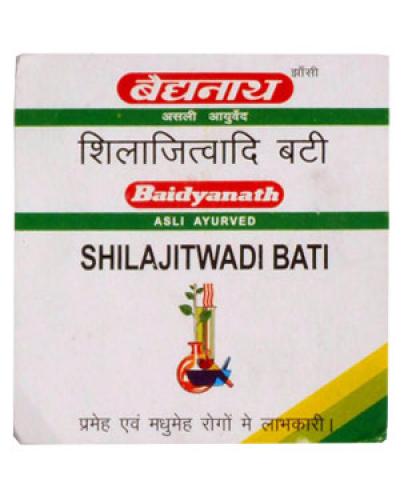 बैद्यनाथ
झाँसी
असली आयुर्वेद
शिलाजित्वादि बटी
Baidyanath
ASLI AYURVED
SHILAJITWADI BATI
प्रमेह एवं मधुमेह रोगों मे लाभकारी।